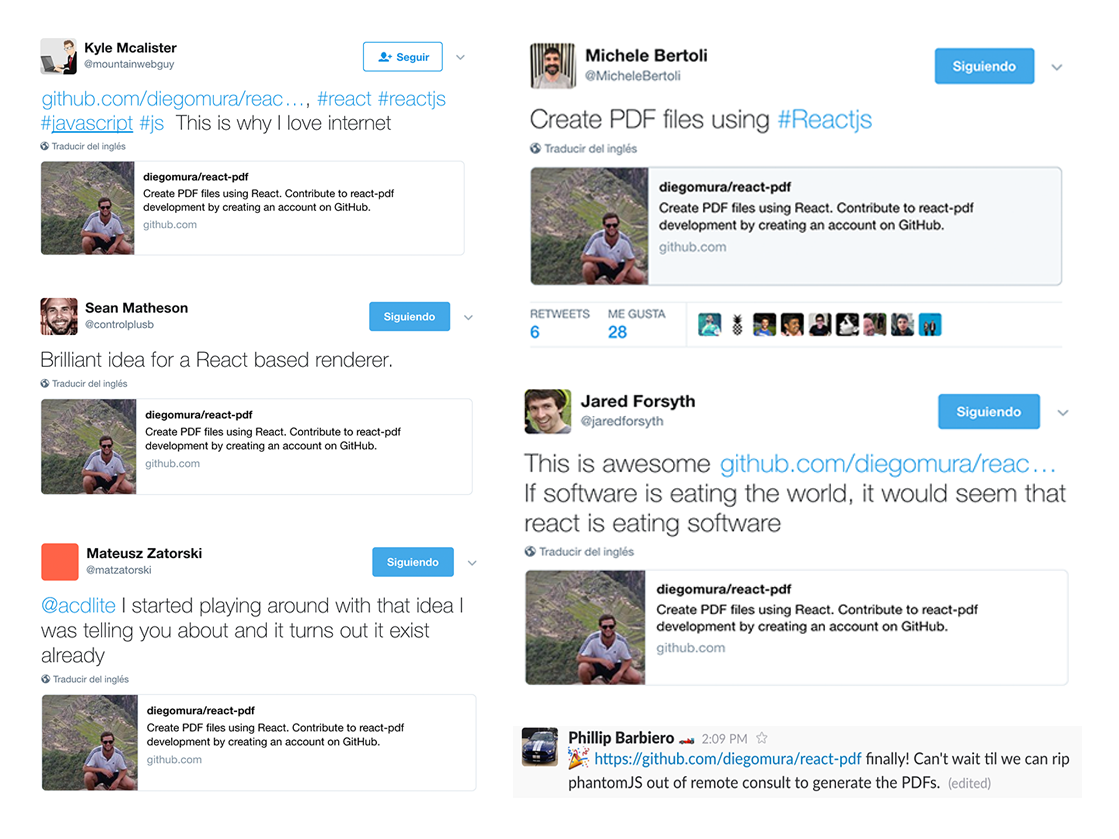 Kyle Mcalister
@mountainwebguy
Seguir
github.com/diegomura/reac…, #react #reactjs
#javascript #js This is why I love internet
Traducir del inglés
diegomura/react-pdf
Create PDF files using React. Contribute to react-pdf
development by creating an account on GitHub.
github.com
Sean Matheson
@controlplusb
Siguiendo
Brilliant idea for a React based renderer.
Traducir del inglés
diegomura/react-pdf
Create PDF files using React. Contribute to react-pdf
development by creating an account on GitHub.
github.com
Mateusz Zatorski
@matzatorski
Siguiendo
@acdlite I started playing around with that idea I
was telling you about and it turns out it exist
already
Traducir del inglés
diegomura/react-pdf
Create PDF files using React. Contribute to react-pdf
development by creating an account on GitHub.
github.com
Michele Bertoli
@MicheleBertoli
Siguiendo
Create PDF files using #Reactjs
Traducir del inglés
diegomura/react-pdf
Create PDF files using React. Contribute to react-pdf
development by creating an account on GitHub.
github.com
RETWEETS ME GUSTA
6 28
Jared Forsyth
@jaredforsyth
Siguiendo
This is awesome github.com/diegomura/reac…
If software is eating the world, it would seem that
react is eating software
Traducir del inglés
diegomura/react-pdf
Create PDF files using React. Contribute to react-pdf
development by creating an account on GitHub.
github.com
Phillip Barbiero 🏎️ 2:09 PM ☆
🎉 https://github.com/diegomura/react-pdf finally! Can't wait til we can rip
phantomJS out of remote consult to generate the PDFs. (edited)